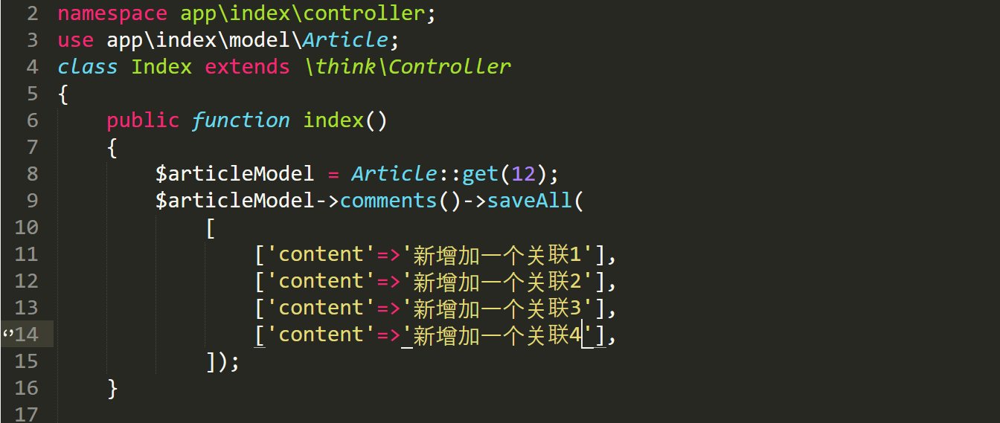 2 namespace app\index\controller;
3 use app\index\model\Article;
4 class Index extends \think\Controller
5 {
6 public function index()
7 {
8 $articleModel = Article::get(12);
9 $articleModel->comments()->saveAll(
10 [
11 ['content'=>'新增加一个关联1'],
12 ['content'=>'新增加一个关联2'],
13 ['content'=>'新增加一个关联3'],
14 ['content'=>'新增加一个关联4'],
15 ]);
16 }
17